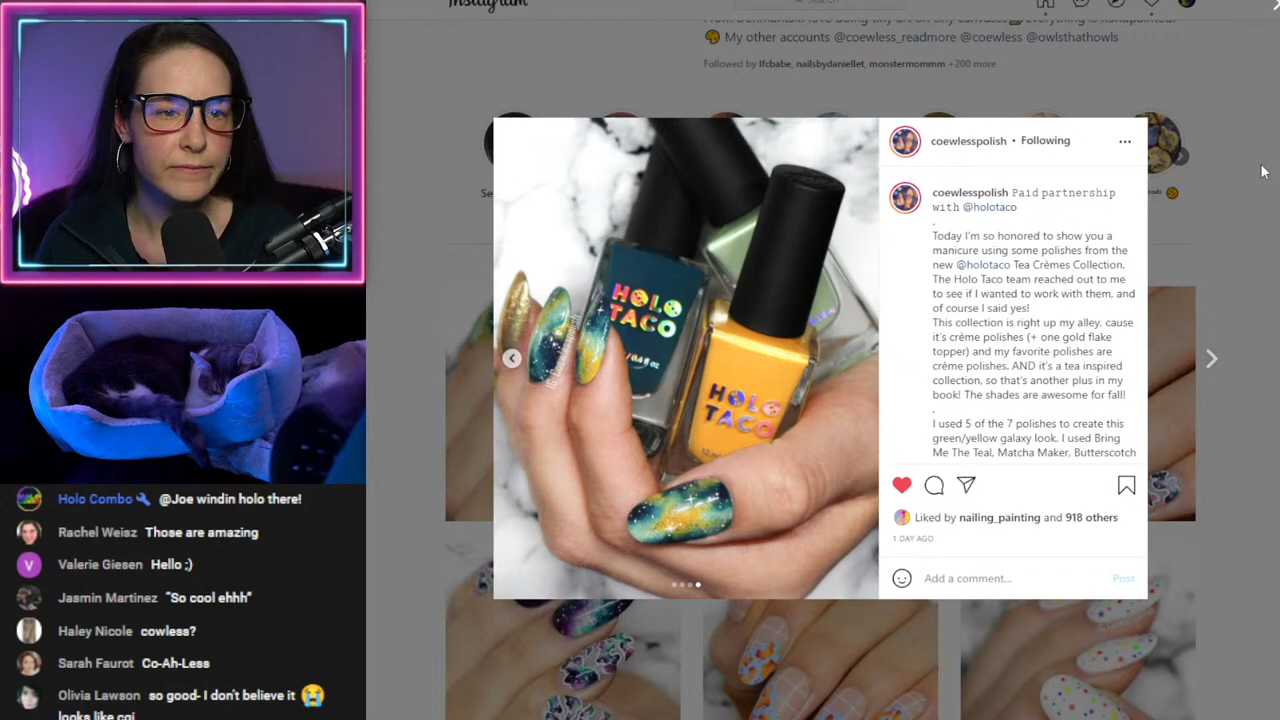 Instagram
Search
🥠 My other accounts @coewless_readmore @coewless @owlsthathowls
Followed by lfcbabe, nailsbydaniellet, monstermommm +200 more
coewlesspolish • Following
coewlesspolish Paid partnership
with @holotaco
.
Today I'm so honored to show you a
manicure using some polishes from the
new @holotaco Tea Crèmes Collection.
The Holo Taco team reached out to me
to see if I wanted to work with them, and
of course I said yes!
This collection is right up my alley, cause
it's crème polishes (+ one gold flake
topper) and my favorite polishes are
crème polishes. AND it's a tea inspired
collection, so that's another plus in my
book! The shades are awesome for fall!
.
I used 5 of the 7 polishes to create this
green/yellow galaxy look. I used Bring
Me The Teal, Matcha Maker, Butterscotch
Liked by nailing_painting and 918 others
1 DAY AGO
Add a comment...
Post
HOLO
TACO
HOLO
TACO
Holo Combo @Joe windin holo there!
Rachel Weisz Those are amazing
V
Valerie Giesen Hello ;)
Jasmin Martinez "So cool ehhh"
Haley Nicole cowless?
Sarah Faurot Co-Ah-Less
Olivia Lawson so good- I don't believe it 😭
looks like cgi